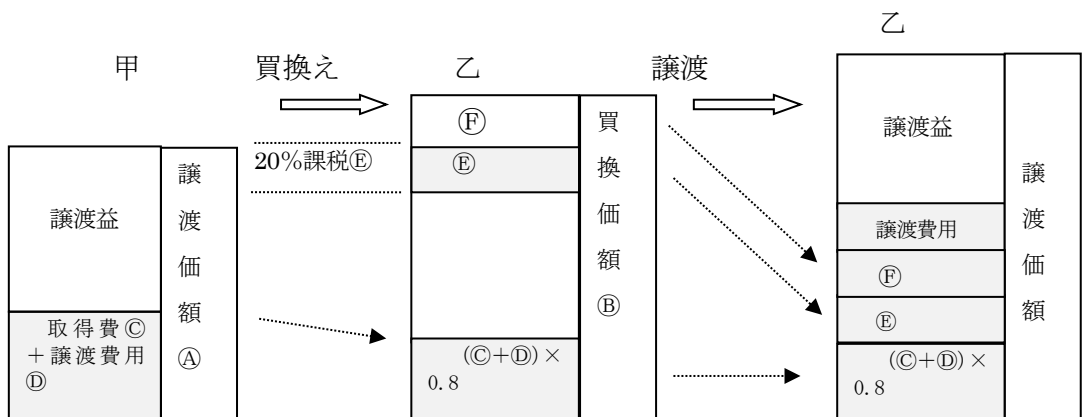 乙
甲
買換え
乙
譲渡
Ⓕ
買換価額Ⓑ
譲渡益
20%課税Ⓔ
Ⓔ
譲渡価額Ⓐ
譲渡価額
譲渡益
譲渡費用
Ⓕ
Ⓔ
取得費Ⓒ
+譲渡費用
Ⓓ
(Ⓒ+Ⓓ)×
0.8
(Ⓒ+Ⓓ)×
0.8